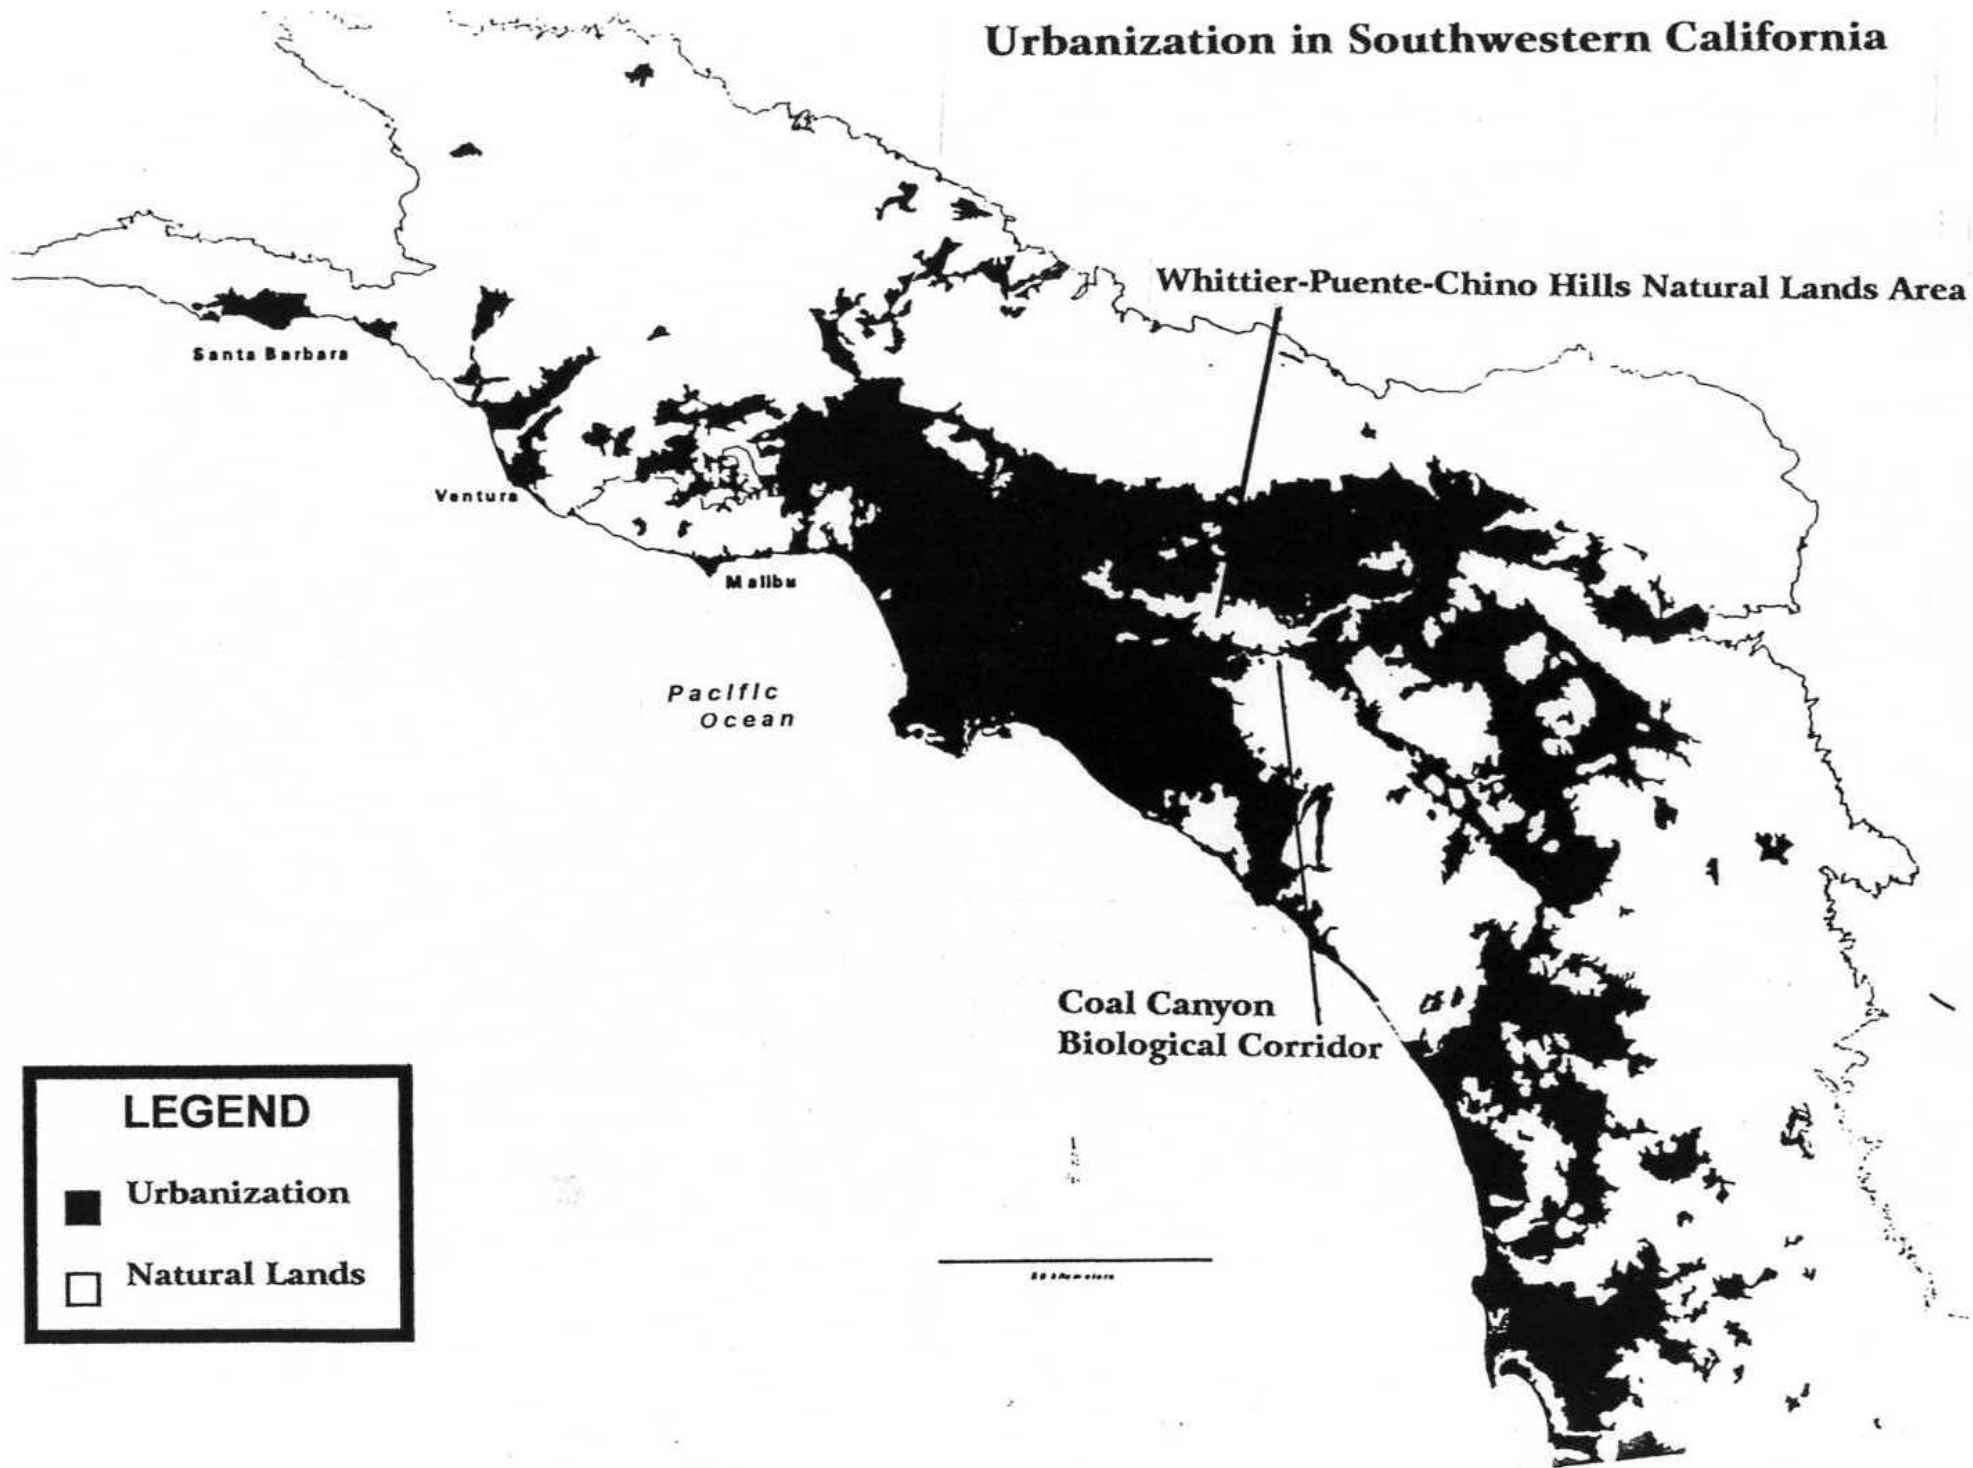 Urbanization in Southwestern California
Whittier-Puente-Chino Hills Natural Lands Area
Santa Barbara
Ventura
Malibu
Pacific
Ocean
Coal Canyon
Biological Corridor
LEGEND
Urbanization
Natural Lands